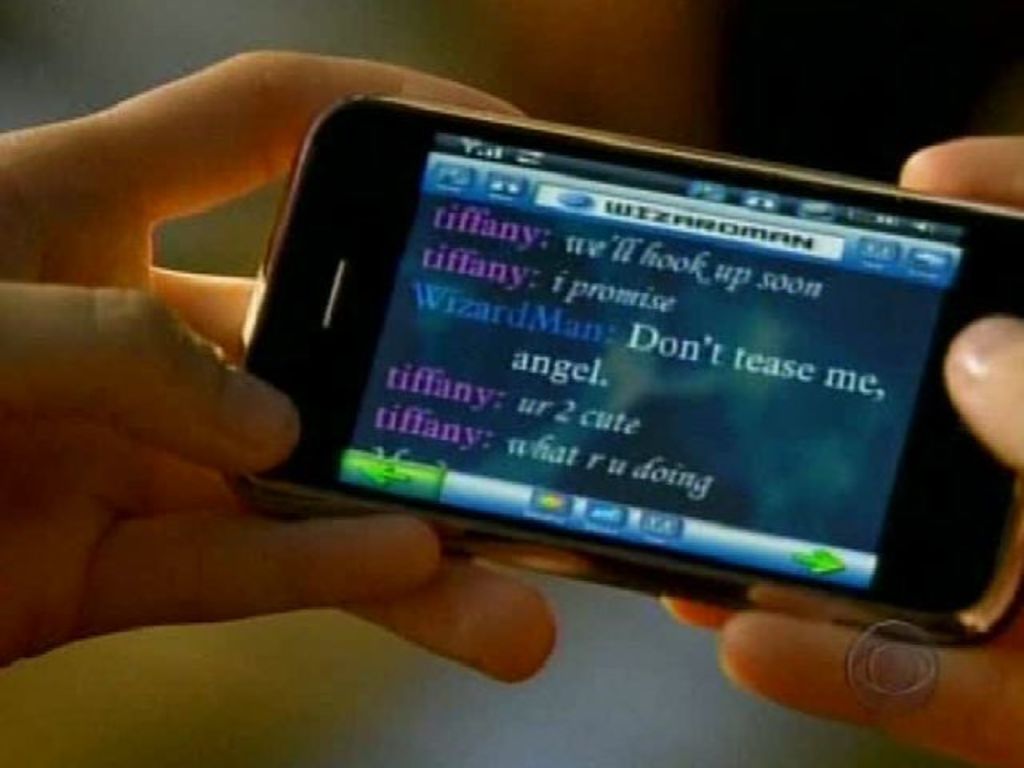 WIZARDMAN
tiffany: we'll hook up soon
tiffany: i promise
WizardMan: Don't tease me,
angel.
tiffany: ur 2 cute
tiffany: what r u doing